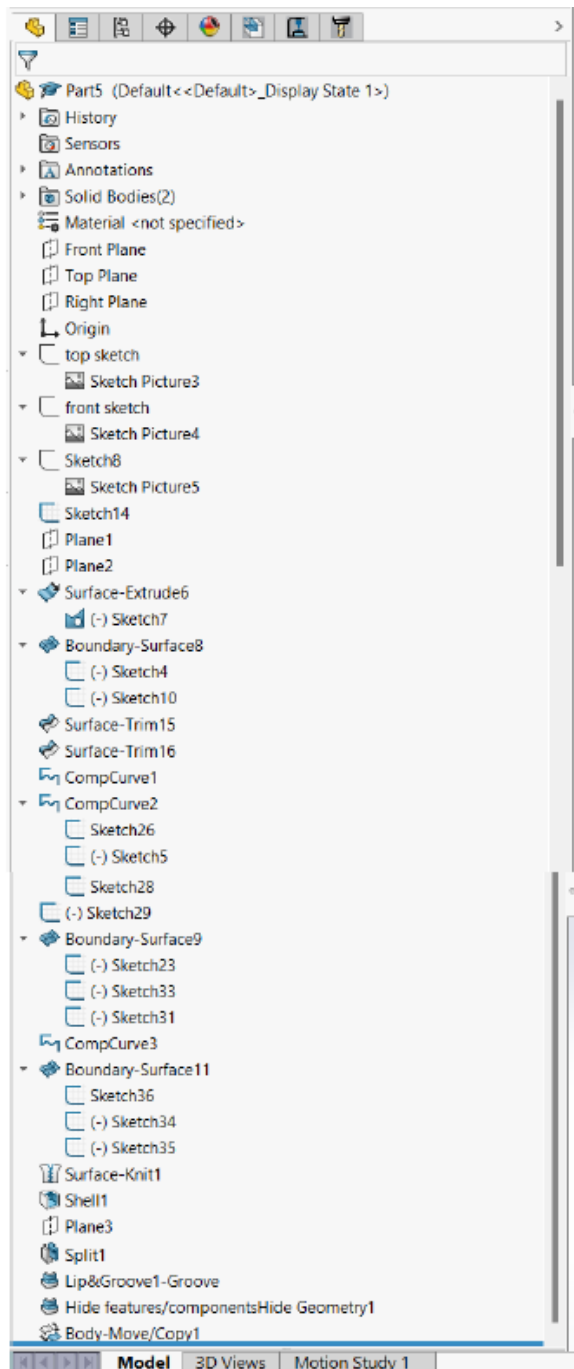 Part5 (Default<<Default>_Display State 1>)
History
Sensors
Annotations
Solid Bodies(2)
Material <not specified>
Front Plane
Top Plane
Right Plane
Origin
top sketch
Sketch Picture3
front sketch
Sketch Picture4
Sketch8
Sketch Picture5
Sketch14
Plane1
Plane2
Surface-Extrude6
(-) Sketch7
Boundary-Surface8
(-) Sketch4
(-) Sketch10
Surface-Trim15
Surface-Trim16
CompCurve1
CompCurve2
Sketch26
(-) Sketch5
Sketch28
(-) Sketch29
Boundary-Surface9
(-) Sketch23
(-) Sketch33
(-) Sketch31
CompCurve3
Boundary-Surface11
Sketch36
(-) Sketch34
(-) Sketch35
Surface-Knit1
Shell1
Plane3
Split1
Lip&Groove1-Groove
Hide features/componentsHide Geometry1
Body-Move/Copy1
Model 3D Views Motion Study 1